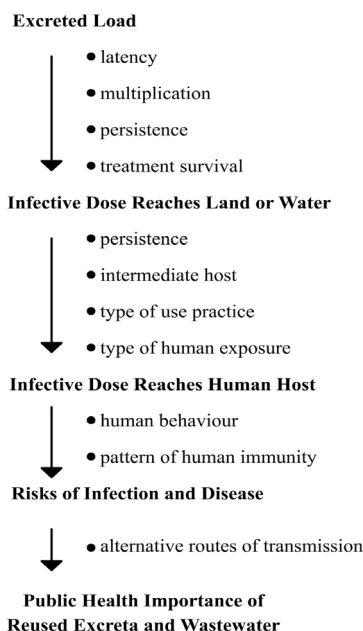 Excreted Load
• latency
• multiplication
• persistence
• treatment survival
Infective Dose Reaches Land or Water
• persistence
• intermediate host
• type of use practice
• type of human exposure
Infective Dose Reaches Human Host
• human behaviour
• pattern of human immunity
Risks of Infection and Disease
• alternative routes of transmission
Public Health Importance of
Reused Excreta and Wastewater